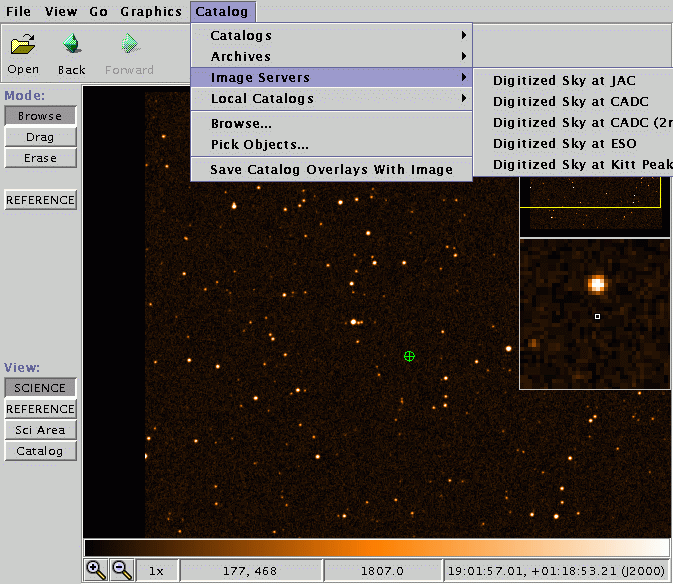 File View Go Graphics Catalog
Open Back Forward
Catalogs
Archives
Image Servers
Local Catalogs
Browse...
Pick Objects...
Save Catalog Overlays With Image
Digitized Sky at JAC
Digitized Sky at CADC
Digitized Sky at CADC (2n
Digitized Sky at ESO
Digitized Sky at Kitt Peak
Mode:
Browse
Drag
Erase
REFERENCE
View:
SCIENCE
REFERENCE
Sci Area
Catalog
1x 177, 468 1807.0 19:01:57.01, +01:18:53.21 (J2000)